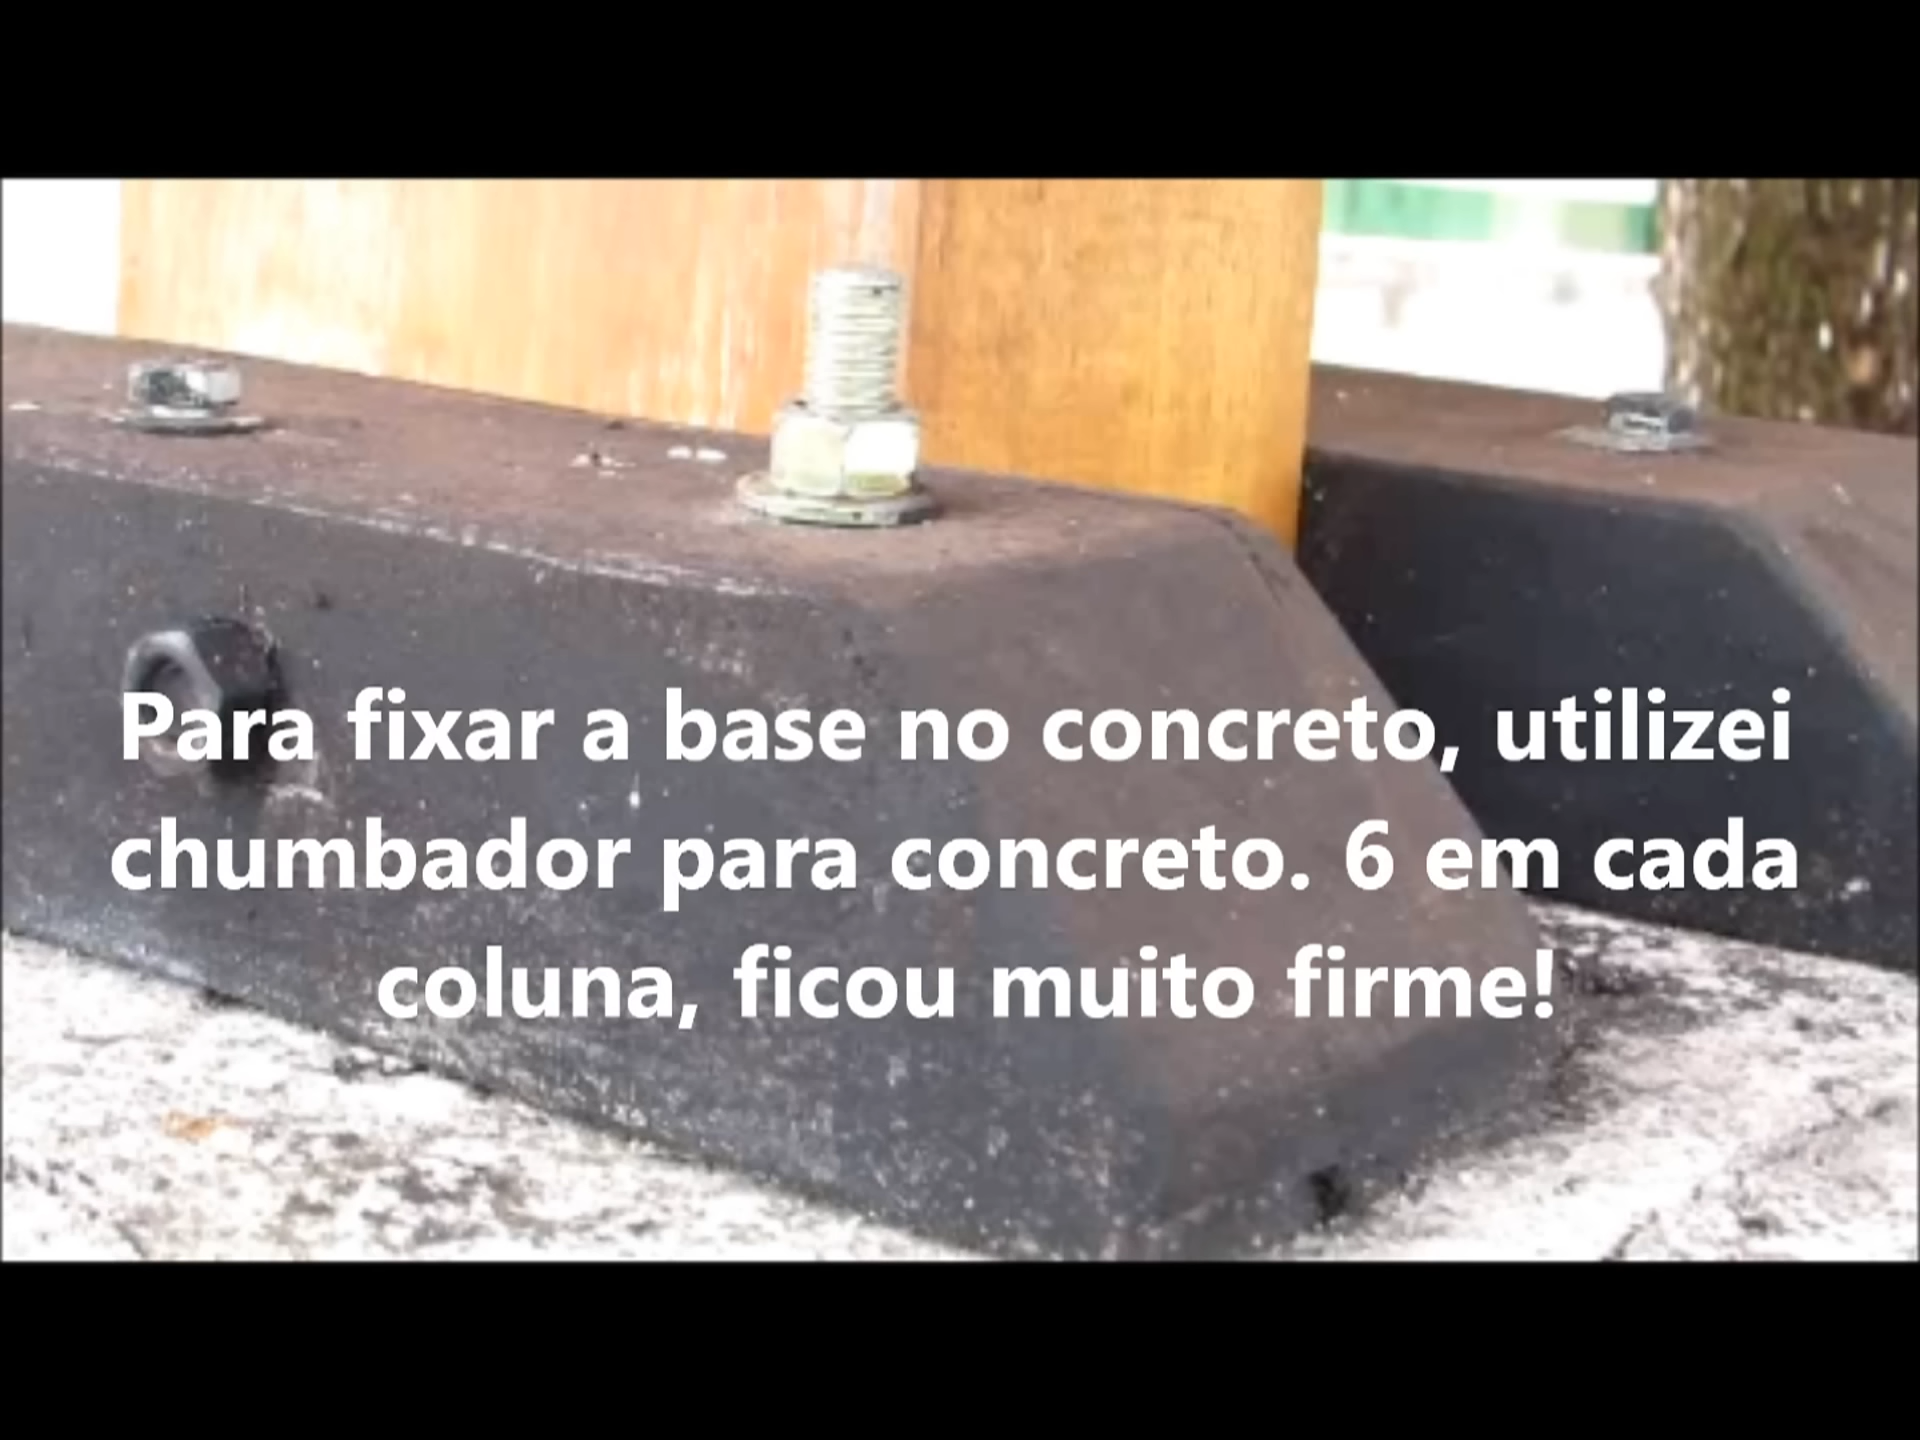 Para fixar a base no concreto, utilizei
chumbador para concreto. 6 em cada
coluna, ficou muito firme!